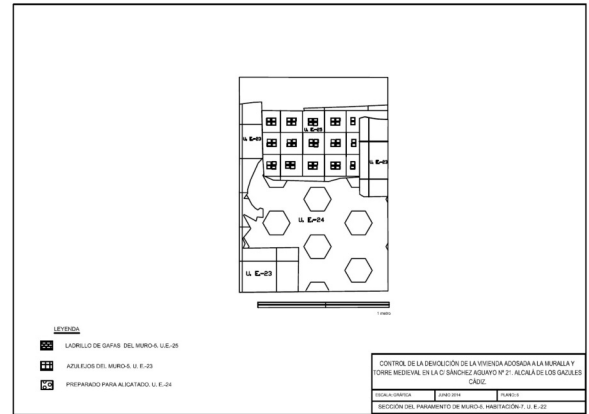 U. E.-25
U. E.-23
U. E.-23
U. E.-24
U. E.-23
1 metro
LEYENDA
LADRILLO DE GAFAS DEL MURO-5, U.E.-25
AZULEJOS DEL MURO-5. U.E.-23
PREPARADO PARA ALICATADO, U. E.-24
CONTROL DE LA DEMOLICIÓN DE LA VIVIENDA ADOSADA A LA MURALLA Y
TORRE MEDIEVAL EN LA C/ SÁNCHEZ AGUAYO Nº 21. ALCALÁ DE LOS GAZULES
CÁDIZ.
ESCALA GRÁFICA JUNIO 2014 PLANO:
SECCIÓN DEL PARAMENTO DE MURO-5, HABITACIÓN-7, U. E.-22